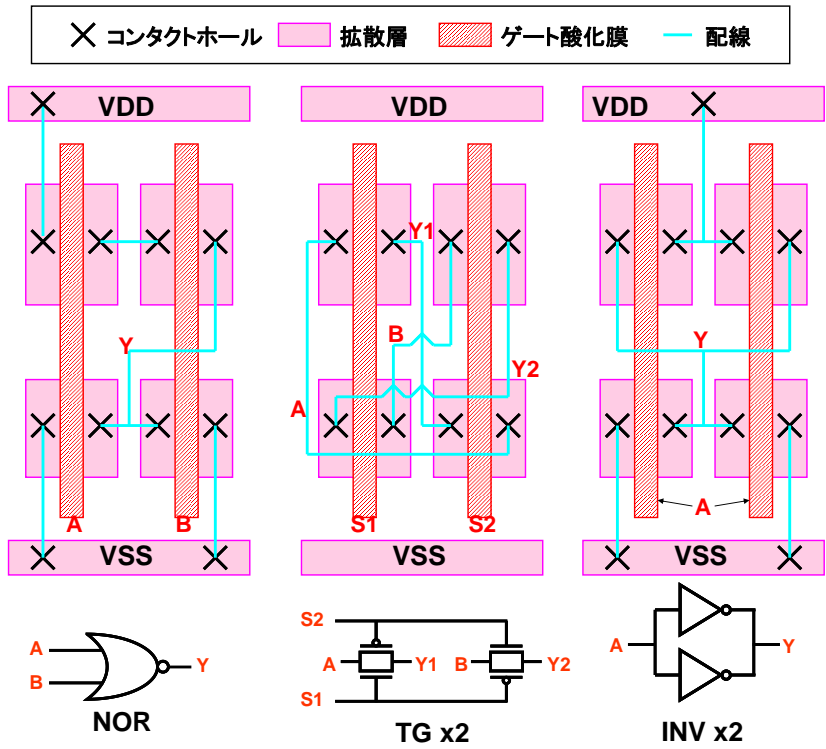 コンタクトホール 拡散層 ゲート酸化膜 配線
VDD VDD VDD
Y1
B
Y Y
Y2
A
A B S1 S2 A
VSS VSS VSS
S2
A Y A Y1 B Y2 A Y
B
S1
NOR TG x2 INV x2